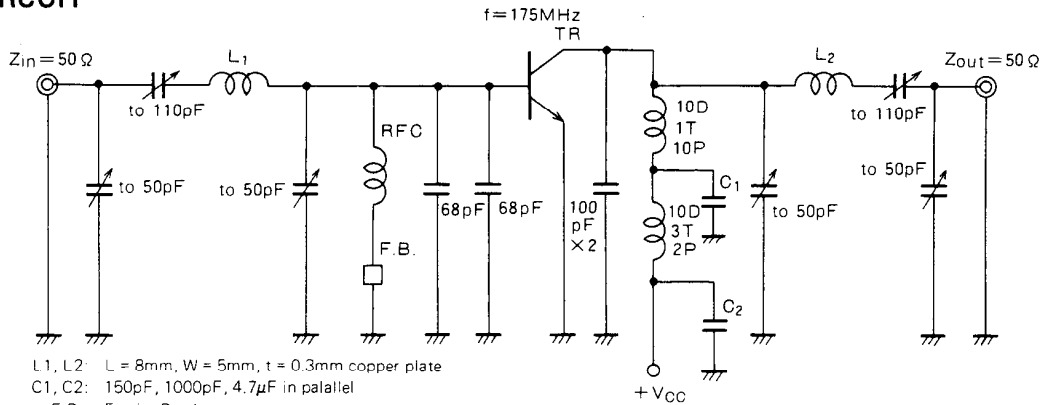 f=175MHz
TR
Zin=50Ω
L1
L2
Zout=50Ω
to 110pF
to 110pF
10D
1T
10P
RFC
C1
to 50pF
to 50pF
68pF
68pF
100
pF
×2
10D
3T
2P
to 50pF
to 50pF
F.B.
C2
+VCC
L1, L2: L = 8mm, W = 5mm, t = 0.3mm copper plate
C1, C2: 150pF, 1000pF, 4.7μF in palallel